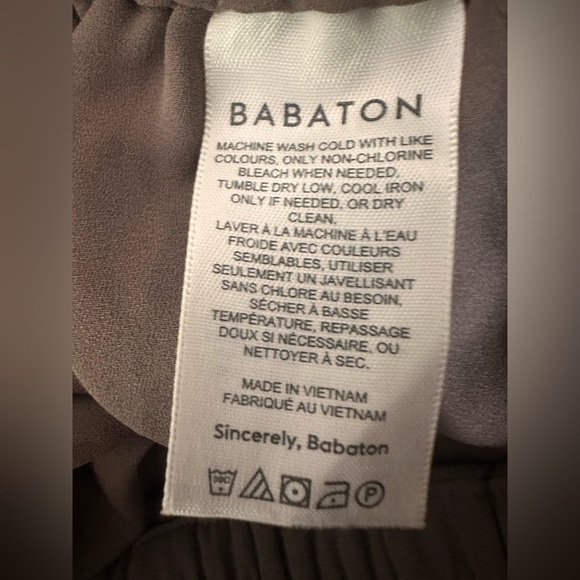 BABATON
MACHINE WASH COLD WITH LIKE
COLOURS, ONLY NON-CHLORINE
BLEACH WHEN NEEDED,
TUMBLE DRY LOW, COOL IRON
ONLY IF NEEDED, OR DRY
CLEAN.
LAVER À LA MACHINE À L'EAU
FROIDE AVEC COULEURS
SEMBLABLES, UTILISER
SEULEMENT UN JAVELLISANT
SANS CHLORE AU BESOIN,
SÉCHER À BASSE
TEMPÉRATURE, REPASSAGE
DOUX SI NÉCESSAIRE, OU
NETTOYER À SEC.
MADE IN VIETNAM
FABRIQUÉ AU VIETNAM
Sincerely, Babaton
P